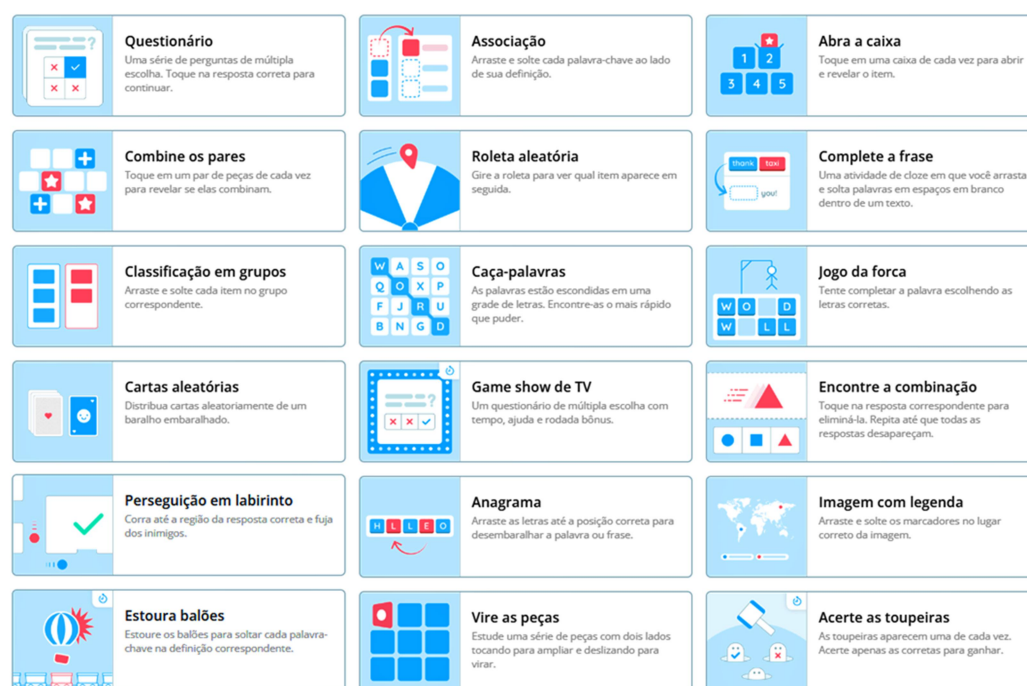 Questionário
Uma série de perguntas de múltipla
escolha. Toque na resposta correta para
continuar.
Associação
Arraste e solte cada palavra-chave ao lado
de sua definição.
1 2
3 4 5
Abra a caixa
Toque em uma caixa de cada vez para abrir
e revelar o item.
Combine os pares
Toque em um par de peças de cada vez
para revelar se elas combinam.
Roleta aleatória
Gire a roleta para ver qual item aparece em
seguida.
thank taxi
you!
Complete a frase
Uma atividade de cloze em que você arrasta
e solta palavras em espaços em branco
dentro de um texto.
Classificação em grupos
Arraste e solte cada item no grupo
correspondente.
W A S O
Q O X P
F J R U
B N G D
Caça-palavras
As palavras estão escondidas em uma
grade de letras. Encontre-as o mais rápido
que puder.
W O D
W L L
Jogo da forca
Tente completar a palavra escolhendo as
letras corretas.
Cartas aleatórias
Distribua cartas aleatoriamente de um
baralho embaralhado.
?
Game show de TV
Um questionário de múltipla escolha com
tempo, ajuda e rodada bônus.
Encontre a combinação
Toque na resposta correspondente para
eliminá-la. Repita até que todas as
respostas desapareçam.
Perseguição em labirinto
Corra até a região da resposta correta e fuja
dos inimigos.
H L L E O
Anagrama
Arraste as letras até a posição correta para
desembaralhar a palavra ou frase.
Imagem com legenda
Arraste e solte os marcadores no lugar
correto da imagem.
Estoura balões
Estoure os balões para soltar cada palavra-
chave na definição correspondente.
Vire as peças
Estude uma série de peças com dois lados
tocando para ampliar e deslizando para
virar.
Acerte as toupeiras
As toupeiras aparecem uma de cada vez.
Acerte apenas as corretas para ganhar.